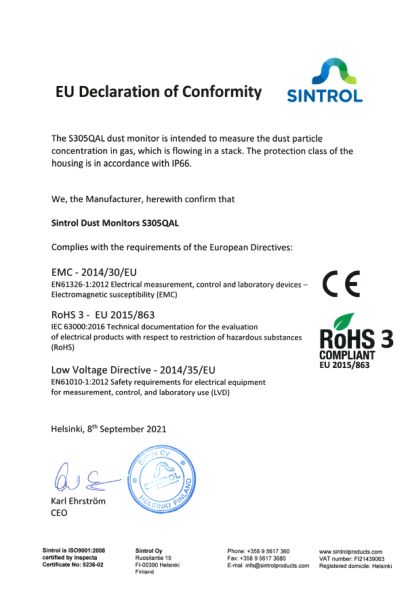 EU Declaration of Conformity
SINTROL
The S305QAL dust monitor is intended to measure the dust particle
concentration in gas, which is flowing in a stack. The protection class of the
housing is in accordance with IP66.
We, the Manufacturer, herewith confirm that
Sintrol Dust Monitors S305QAL
Complies with the requirements of the European Directives:
EMC - 2014/30/EU
EN61326-1:2012 Electrical measurement, control and laboratory devices –
Electromagnetic susceptibility (EMC)
CE
RoHS 3 - EU 2015/863
IEC 63000:2016 Technical documentation for the evaluation
of electrical products with respect to restriction of hazardous substances
(RoHS)
RoHS 3
COMPLIANT
EU 2015/863
Low Voltage Directive - 2014/35/EU
EN61010-1:2012 Safety requirements for electrical equipment
for measurement, control, and laboratory use (LVD)
Helsinki, 8th September 2021
Sintrol Oy
SINTROL
HELSINKI FINLAND
Karl Ehrström
CEO
Sintrol is ISO9001:2008
certified by Inspecta
Certificate No: 5236-02
Sintrol Oy
Ruosilantie 15
FI-00390 Helsinki
Finland
Phone: +358 9 5617 360
Fax: +358 9 5617 3680
E-mail: info@sintrolproducts.com
www.sintrolproducts.com
VAT number: FI21439063
Registered domicile: Helsinki